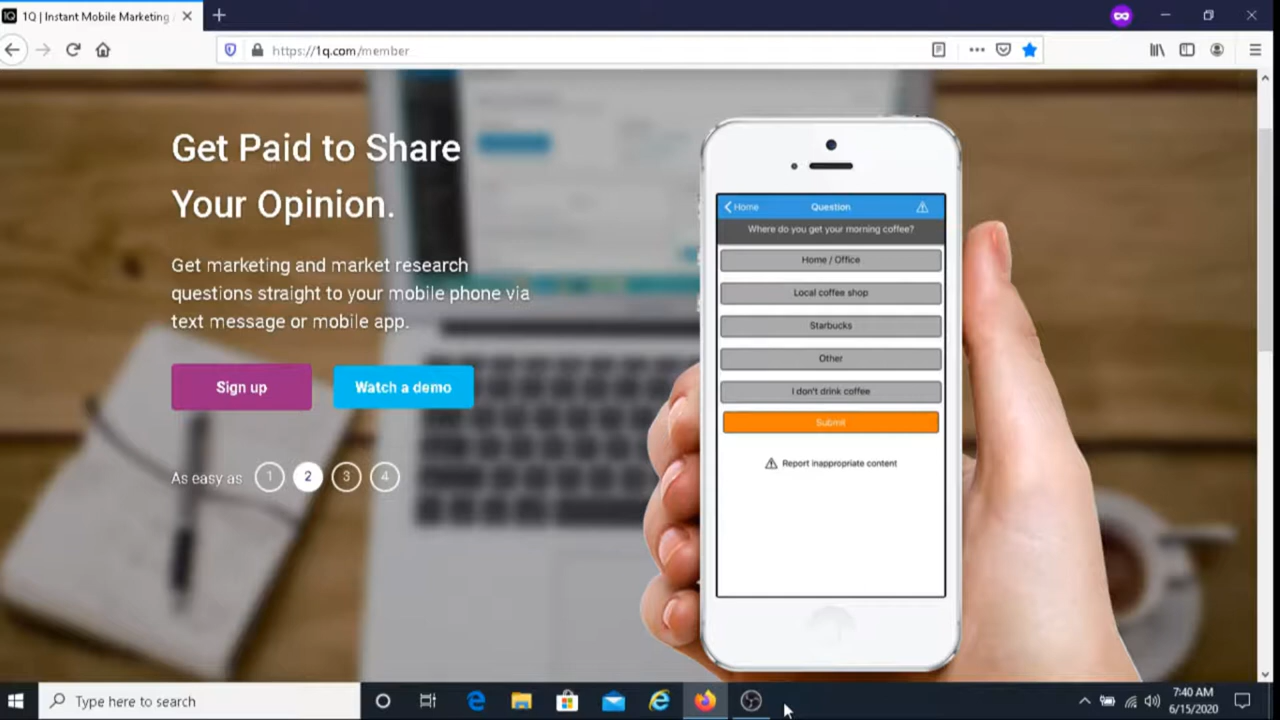 1Q | Instant Mobile Marketing
https://1q.com/member
Get Paid to Share
Your Opinion.
Get marketing and market research
questions straight to your mobile phone via
text message or mobile app.
Sign up
Watch a demo
As easy as 1 2 3 4
Home
Question
Where do you get your morning coffee?
Home / Office
Local coffee shop
Starbucks
Other
I don't drink coffee
Submit
Report inappropriate content
Type here to search
7:40 AM
6/15/2020